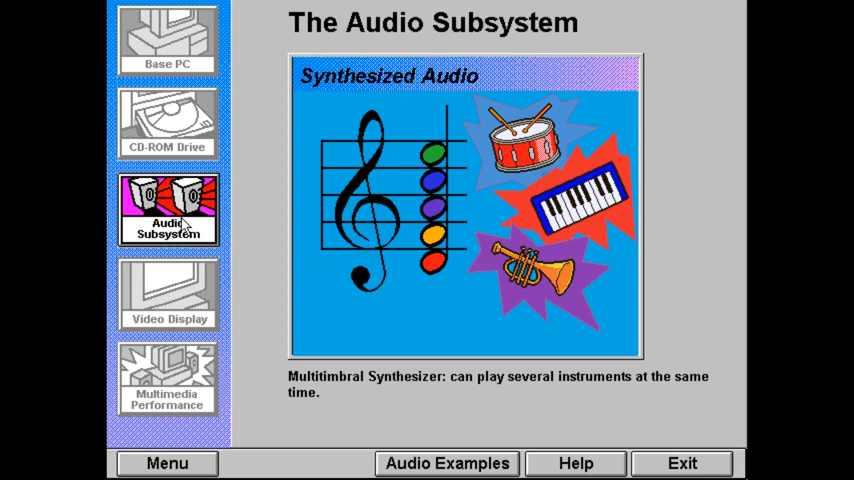 The Audio Subsystem
Base PC
Synthesized Audio
CD-ROM Drive
Audio
Subsystem
Video Display
Multimedia
Performance
Multitimbral Synthesizer: can play several instruments at the same
time.
Menu
Audio Examples
Help
Exit